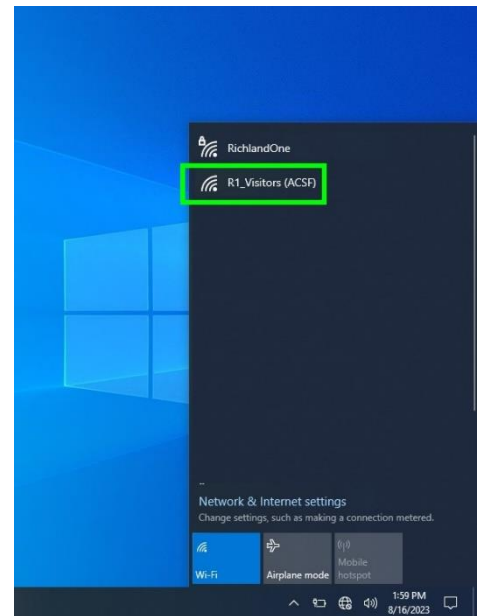 RichlandOne
R1_Visitors (ACSF)
Network & Internet settings
Change settings, such as making a connection metered.
Wi-Fi
Airplane mode
Mobile hotspot
1:59 PM
8/16/2023